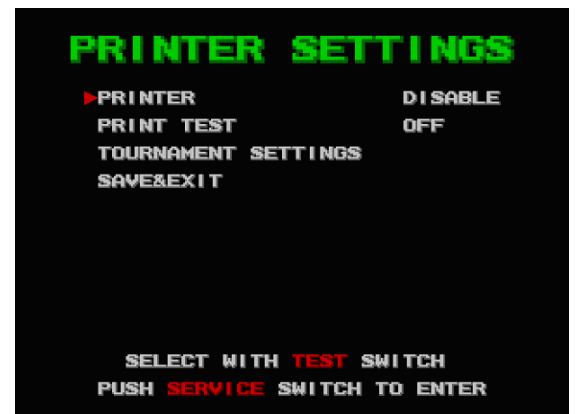 PRINTER SETTINGS
PRINTER DISABLE
PRINT TEST OFF
TOURNAMENT SETTINGS
SAVE&EXIT
SELECT WITH TEST SWITCH
PUSH SERVICE SWITCH TO ENTER